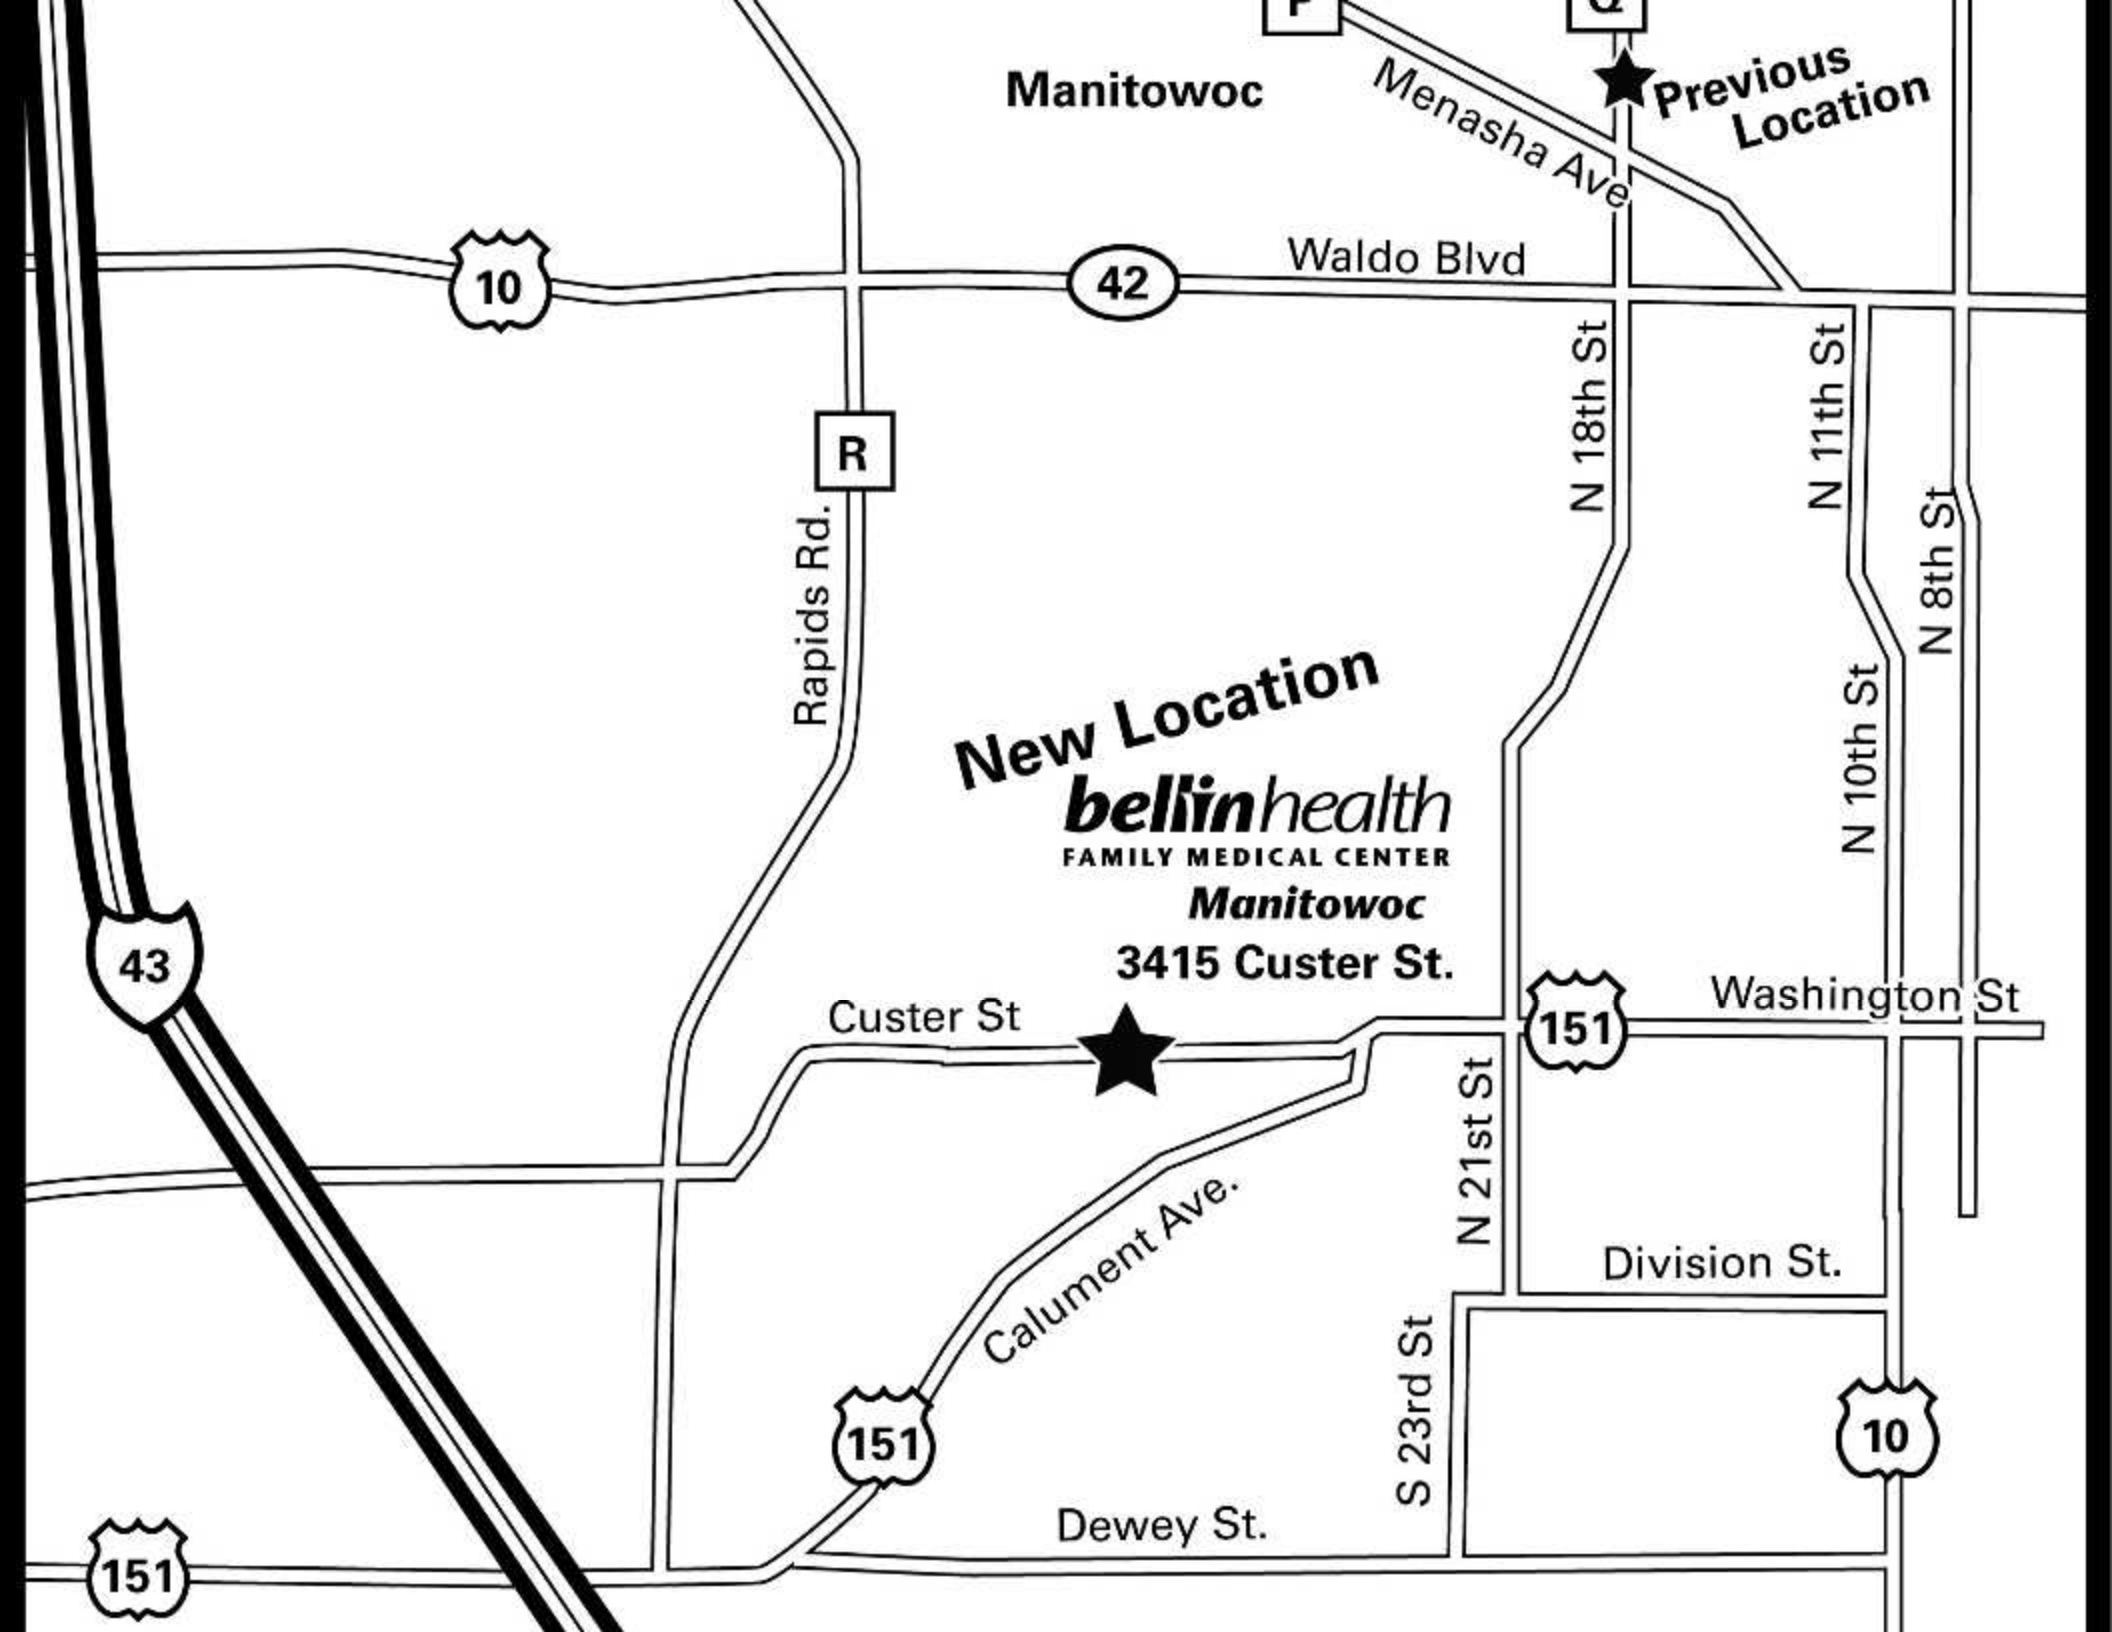 P
Q
Manitowoc
Menasha Ave
Previous
Location
10
42
Waldo Blvd
R
Rapids Rd.
N 18th St
N 11th St
N 8th St
N 10th St
New Location
bellinhealth
FAMILY MEDICAL CENTER
Manitowoc
3415 Custer St.
43
Custer St
151
Washington St
N 21st St
Calument Ave.
Division St.
S 23rd St
10
151
Dewey St.
151